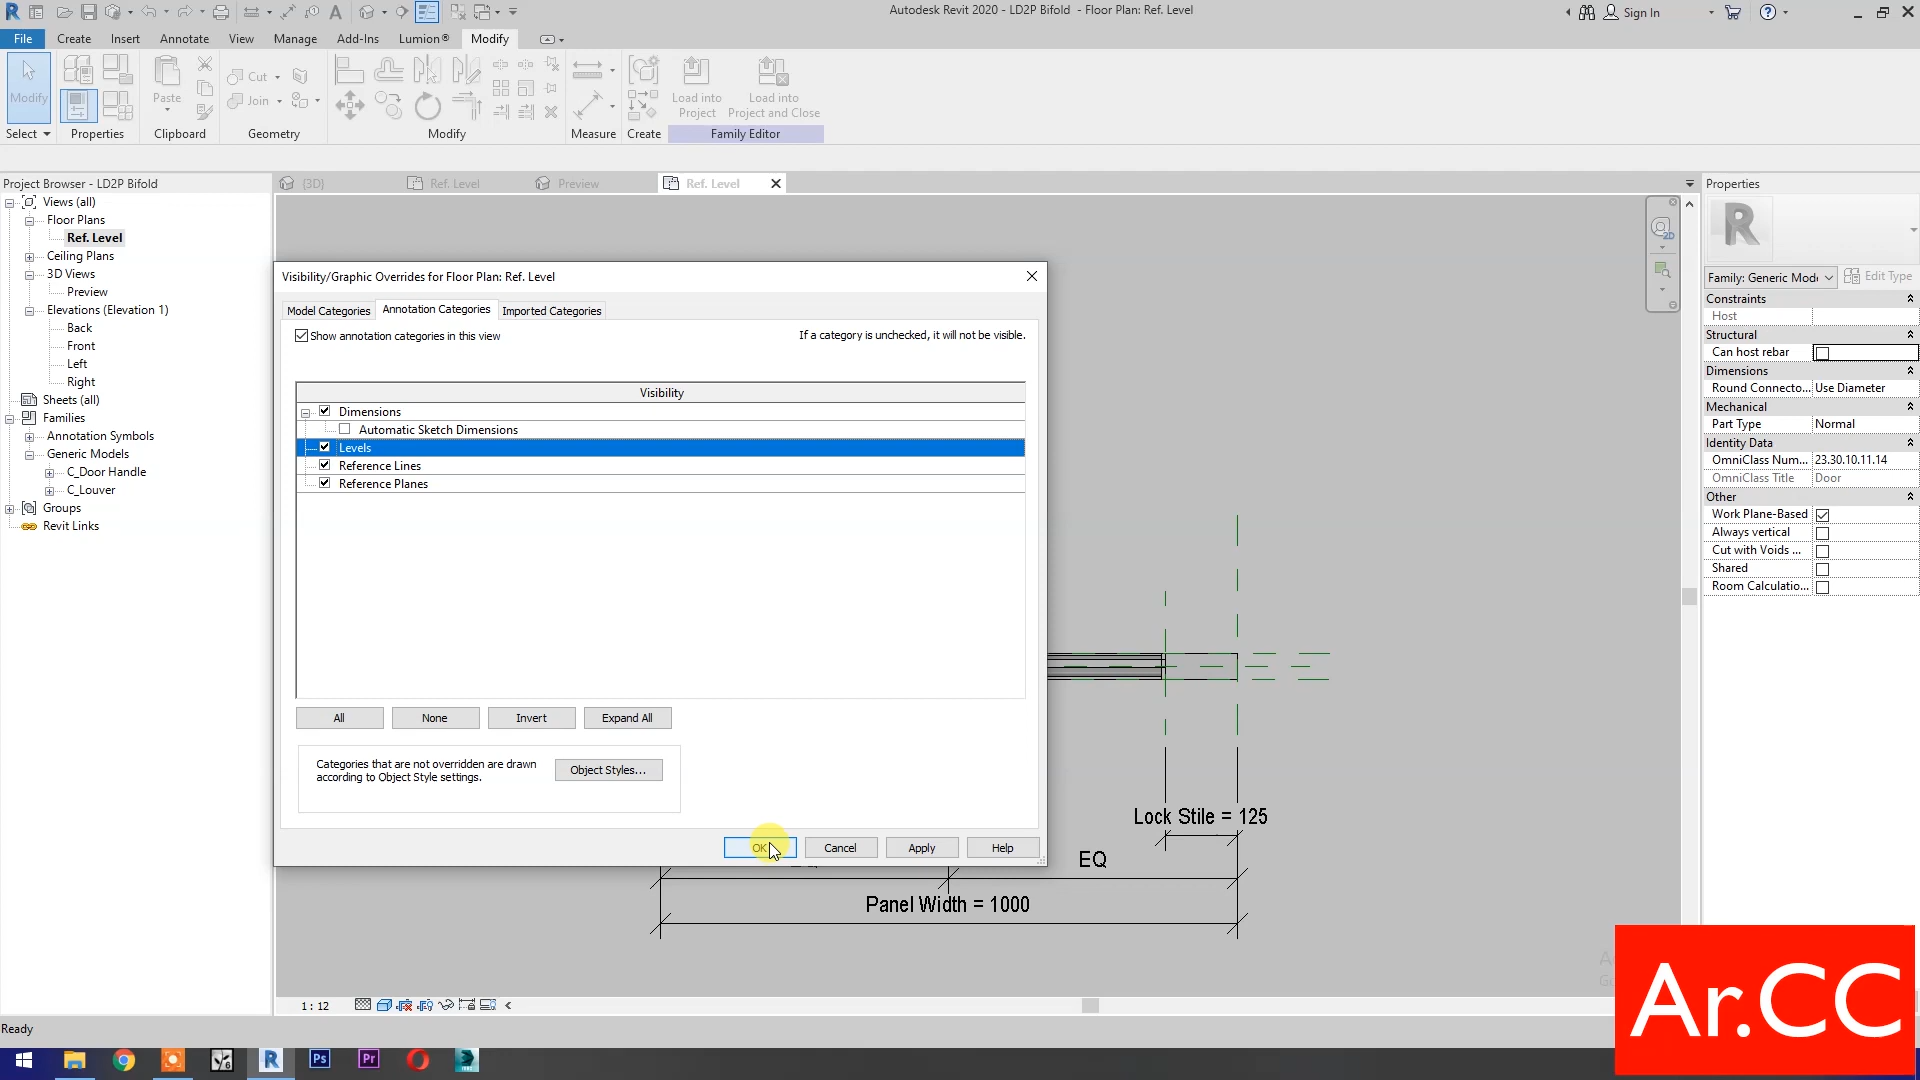 Autodesk Revit 2020 - LD2P Bifold - Floor Plan: Ref. Level
Sign In
File Create Insert Annotate View Manage Add-Ins Lumion® Modify
Modify
Paste
Cut
Join
Load into Project
Load into Project and Close
Select Properties Clipboard Geometry Modify Measure Create Family Editor
Project Browser - LD2P Bifold
{3D} Ref. Level Preview Ref. Level
Properties
Views (all)
Floor Plans
Ref. Level
Ceiling Plans
3D Views
Preview
Elevations (Elevation 1)
Back
Front
Left
Right
Sheets (all)
Families
Annotation Symbols
Generic Models
C_Door Handle
C_Louver
Groups
Revit Links
Visibility/Graphic Overrides for Floor Plan: Ref. Level
Model Categories Annotation Categories Imported Categories
Show annotation categories in this view
If a category is unchecked, it will not be visible.
Visibility
Dimensions
Automatic Sketch Dimensions
Levels
Reference Lines
Reference Planes
All None Invert Expand All
Categories that are not overridden are drawn
according to Object Style settings.
Object Styles...
OK Cancel Apply Help
Lock Stile = 125
EQ
Panel Width = 1000
2D
R
Family: Generic Mode
Edit Type
Constraints
Host
Structural
Can host rebar
Dimensions
Round Connecto... Use Diameter
Mechanical
Part Type Normal
Identity Data
OmniClass Num... 23.30.10.11.14
OmniClass Title Door
Other
Work Plane-Based
Always vertical
Cut with Voids ...
Shared
Room Calculatio...
1 : 12
Ready
Ar.CC
R Ps Pr